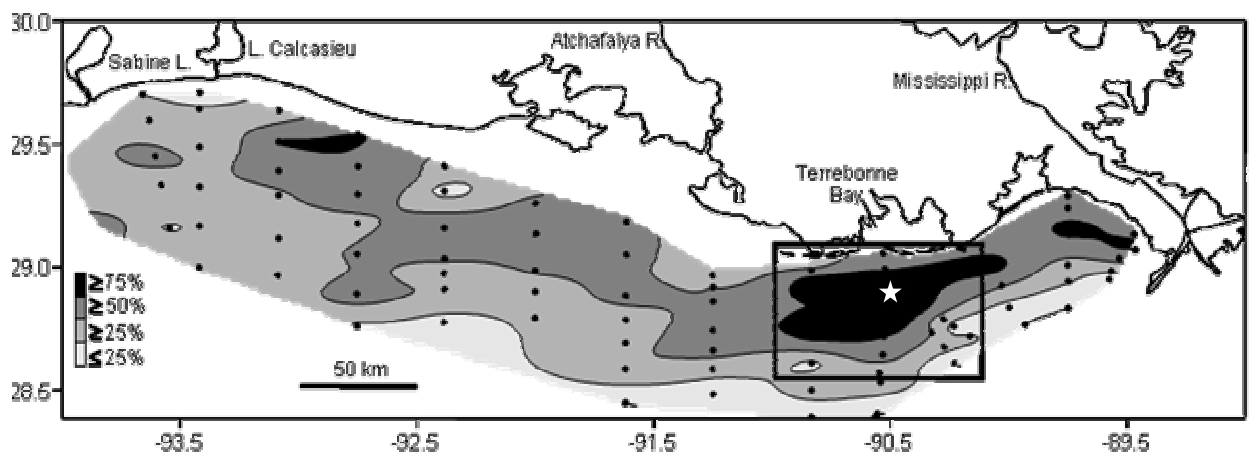 30.0
Sabine L.
L. Calcasieu
Atchafalya R.
Mississippi R.
29.5
Terrebonne
Bay
29.0
≥75%
≥50%
≥25%
≤25%
50 km
28.5
-93.5
-92.5
-91.5
-90.5
-89.5